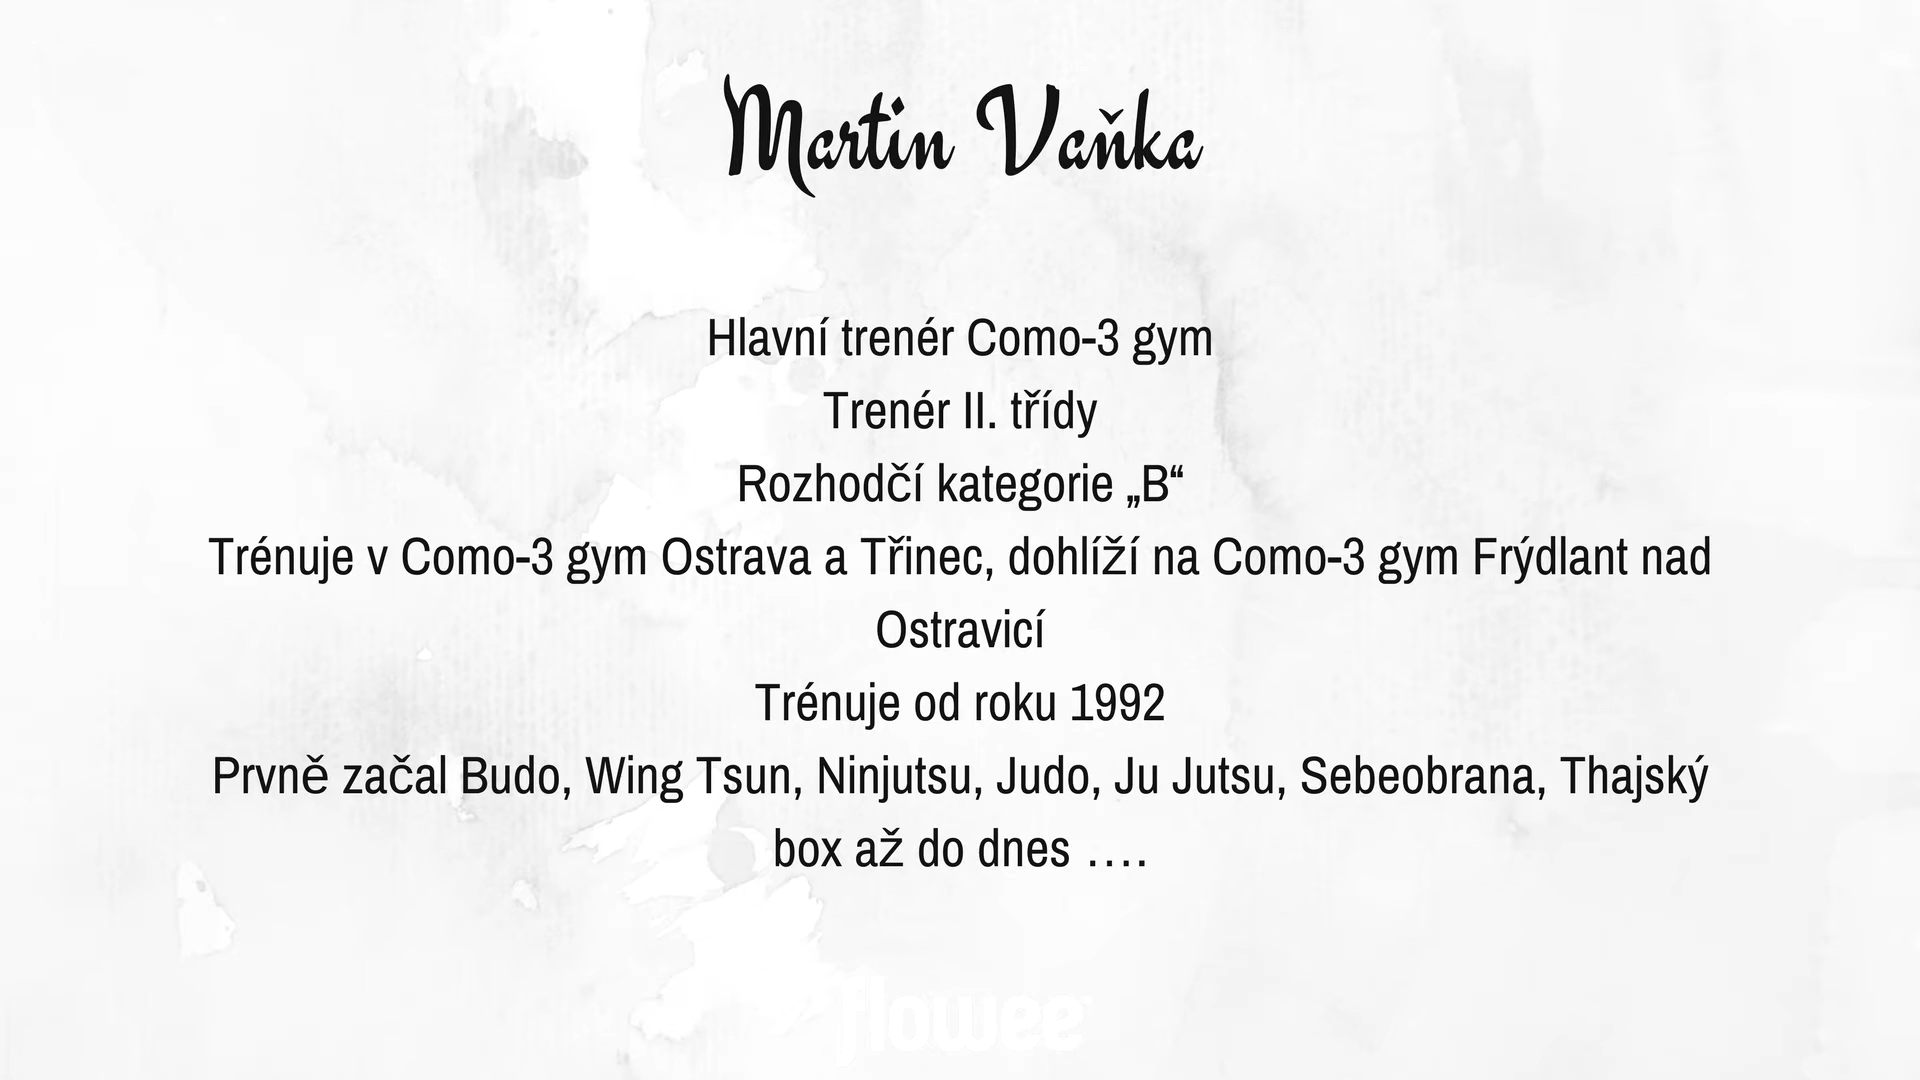 Martin Vaňka
Hlavní trenér Como-3 gym
Trenér II. třídy
Rozhodčí kategorie „B“
Trénuje v Como-3 gym Ostrava a Třinec, dohlíží na Como-3 gym Frýdlant nad
Ostravicí
Trénuje od roku 1992
Prvně začal Budo, Wing Tsun, Ninjutsu, Judo, Ju Jutsu, Sebeobrana, Thajský
box až do dnes ….
flowee